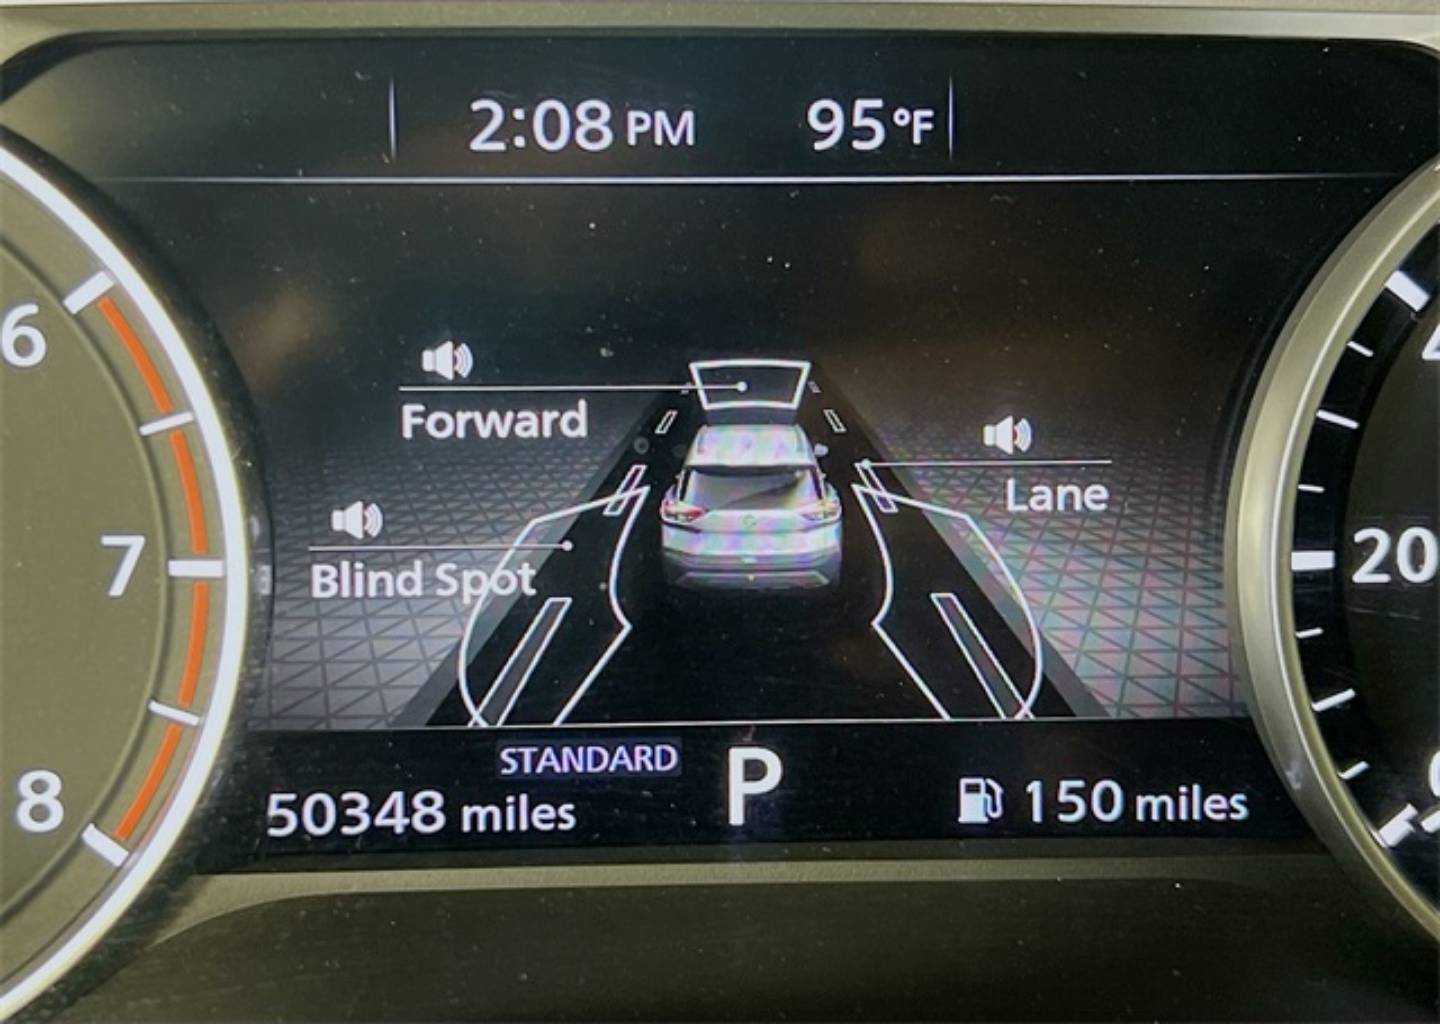 2:08 PM 95°F
Forward
Lane
Blind Spot
6
7
8
20
STANDARD
P
50348 miles
150 miles